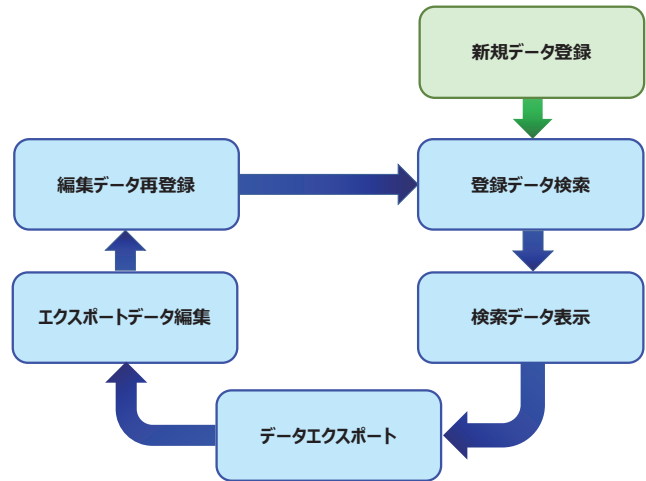 新規データ登録
編集データ再登録
登録データ検索
エクスポートデータ編集
検索データ表示
データエクスポート